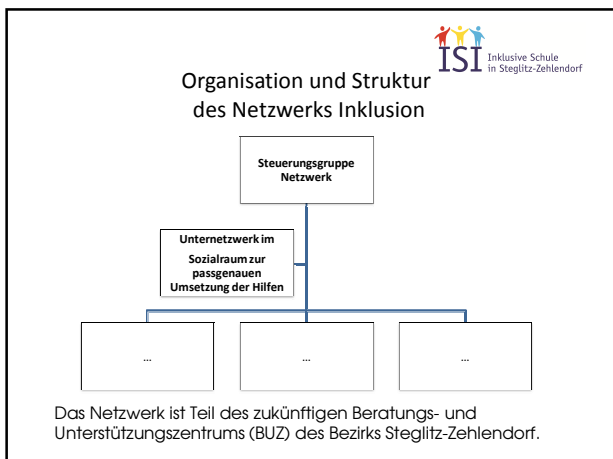 ISI
Inklusive Schule
in Steglitz-Zehlendorf
Organisation und Struktur
des Netzwerks Inklusion
Steuerungsgruppe
Netzwerk
Unternetzwerk im
Sozialraum zur
passgenauen
Umsetzung der Hilfen
...
...
...
Das Netzwerk ist Teil des zukünftigen Beratungs- und
Unterstützungszentrums (BUZ) des Bezirks Steglitz-Zehlendorf.